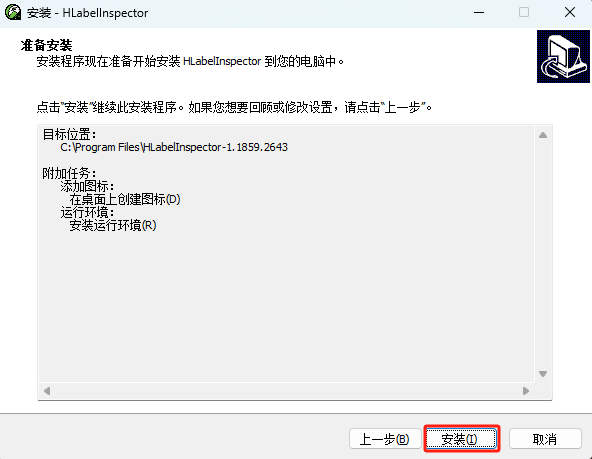 安装 - HLabelInspector
准备安装
安装程序现在准备开始安装 HLabelInspector 到您的电脑中。
点击“安装”继续此安装程序。如果您想要回顾或修改设置，请点击“上一步”。
目标位置：
C:\Program Files\HLabelInspector-1.1859.2643
附加任务：
添加图标：
在桌面上创建图标(D)
运行环境：
安装运行环境(R)
上一步(B)
安装(I)
取消